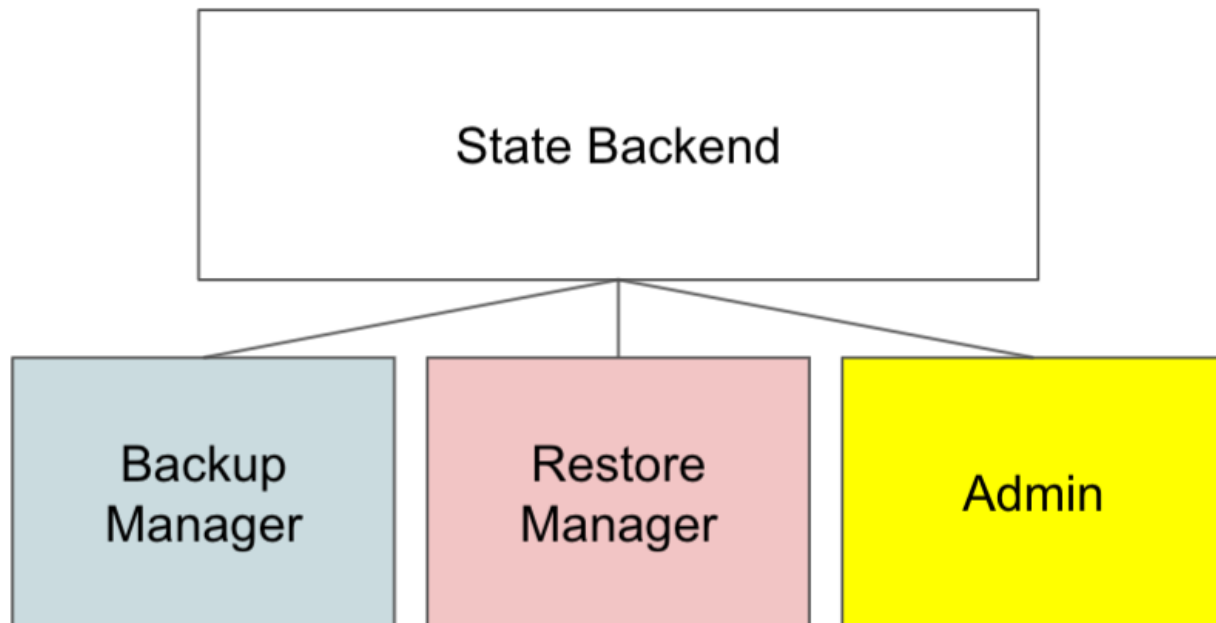 State Backend
Backup
Manager
Restore
Manager
Admin